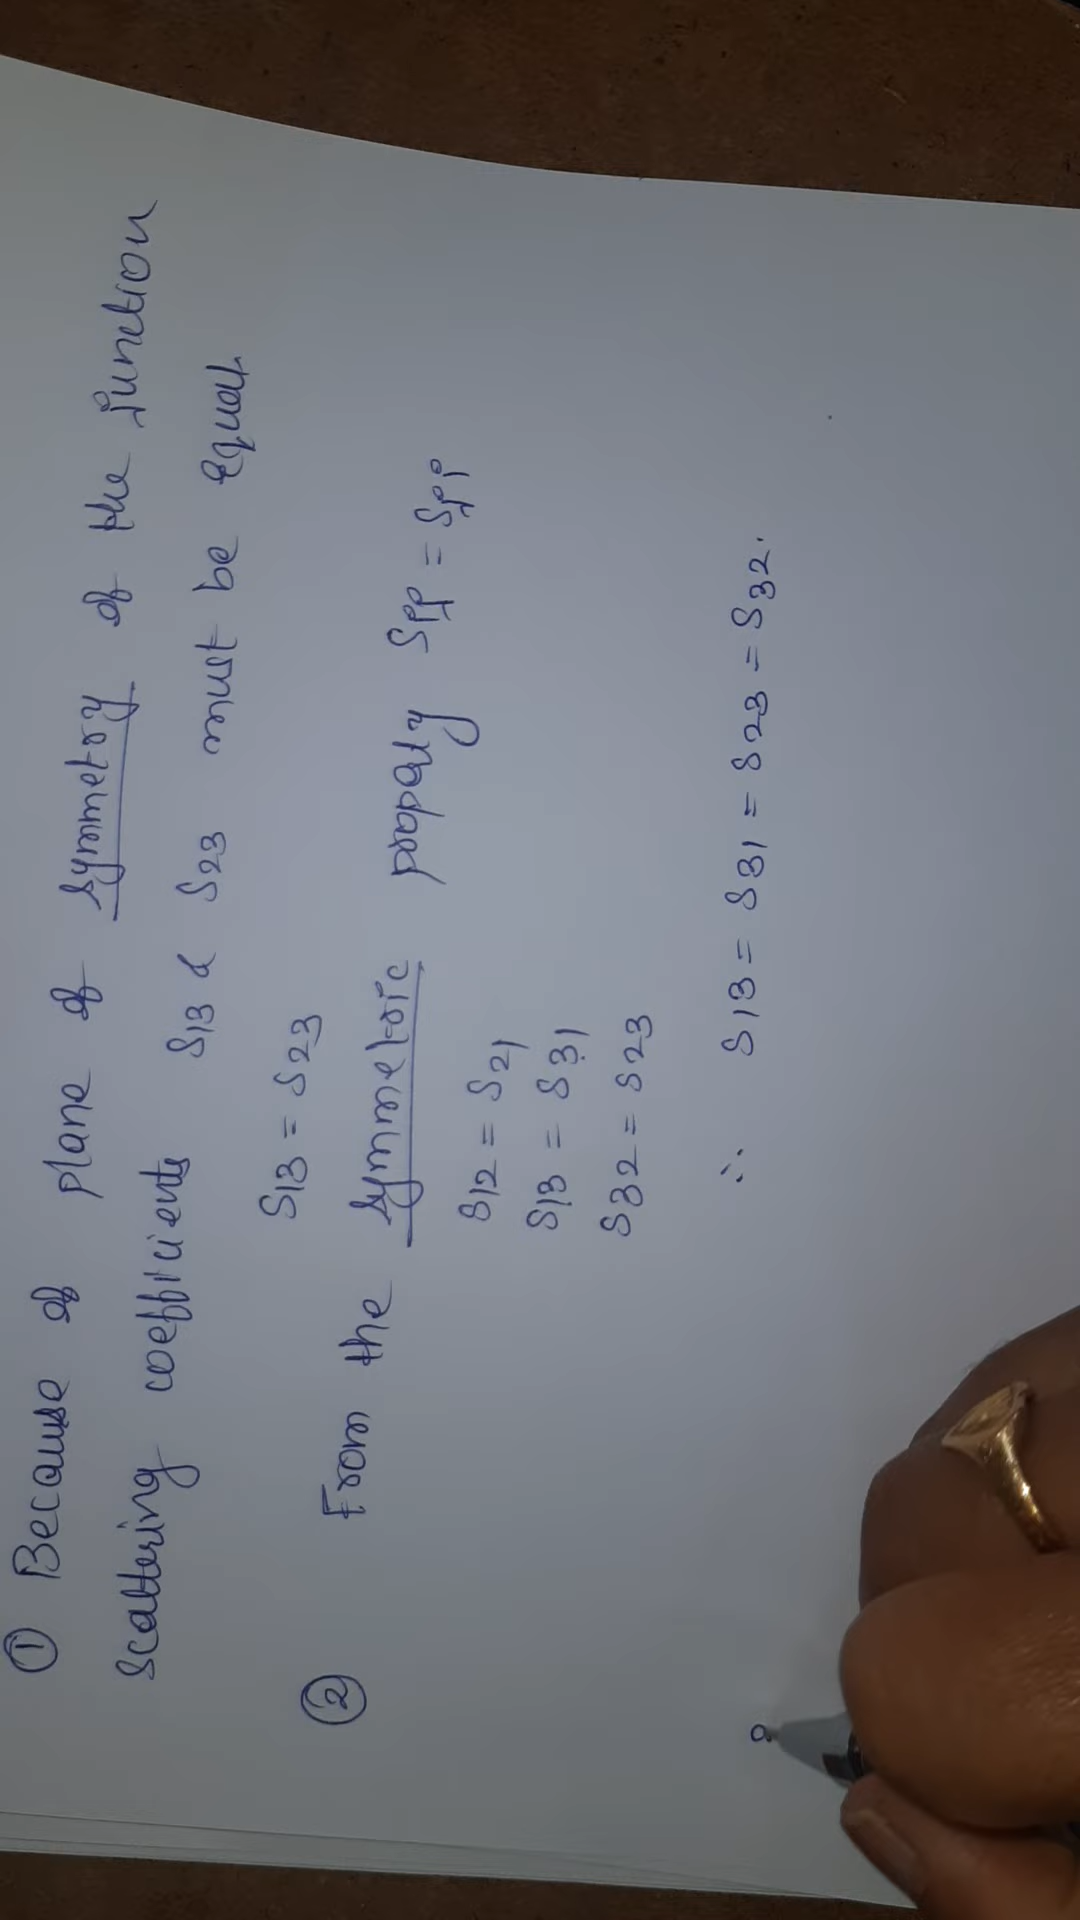 ① Because of plane of symmetry of the junction
scattering coefficients S13 & S23 must be equal
S13 = S23
② From the symmetric property Sij = Sji
S12 = S21
S13 = S31
S32 = S23
∴ S13 = S31 = S23 = S32.